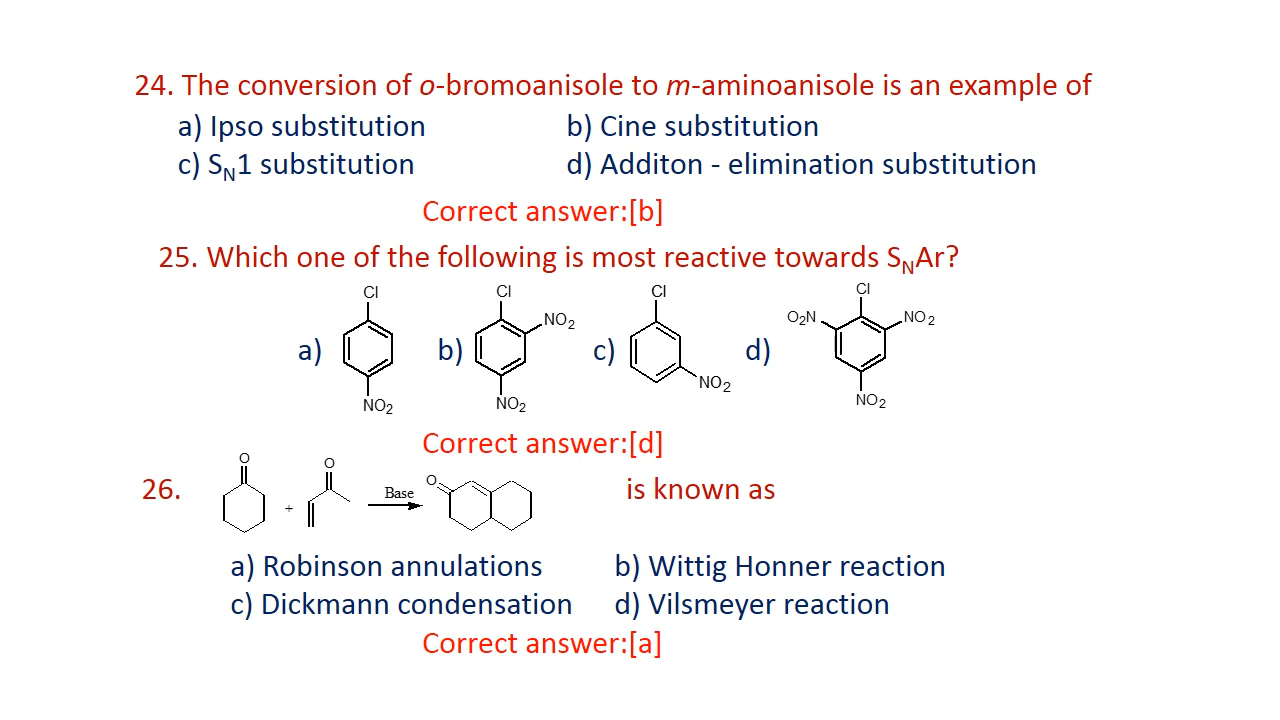 24. The conversion of o-bromoanisole to m-aminoanisole is an example of
a) Ipso substitution b) Cine substitution
c) SN1 substitution d) Additon - elimination substitution
Correct answer:[b]
25. Which one of the following is most reactive towards SNAr?
a) Cl NO2 b) Cl NO2 NO2 c) Cl NO2 d) Cl O2N NO2 NO2
Correct answer:[d]
26. O + O Base O is known as
a) Robinson annulations b) Wittig Honner reaction
c) Dickmann condensation d) Vilsmeyer reaction
Correct answer:[a]